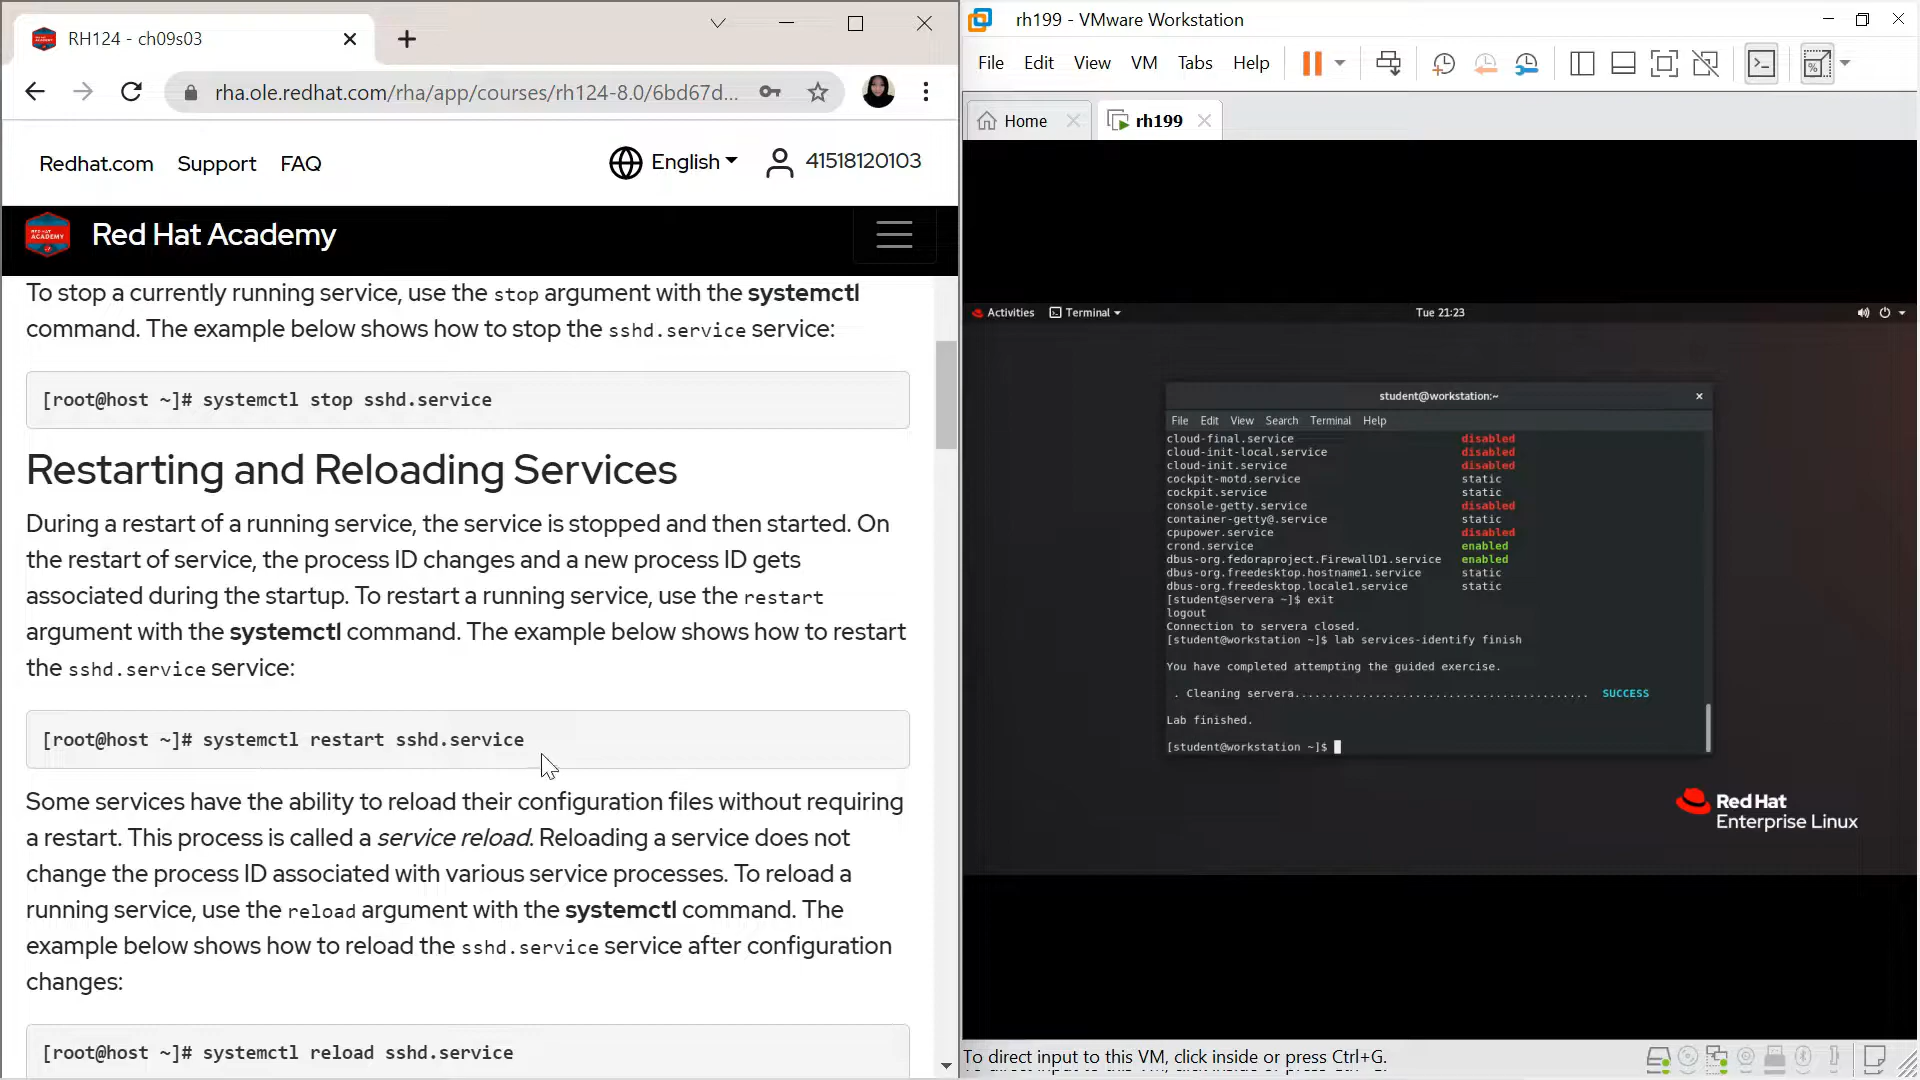 RH124 - ch09s03
rha.ole.redhat.com/rha/app/courses/rh124-8.0/6bd67d...
Redhat.com Support FAQ English 41518120103
RED HAT ACADEMY Red Hat Academy
To stop a currently running service, use the stop argument with the systemctl
command. The example below shows how to stop the sshd.service service:
[root@host ~]# systemctl stop sshd.service
Restarting and Reloading Services
During a restart of a running service, the service is stopped and then started. On
the restart of service, the process ID changes and a new process ID gets
associated during the startup. To restart a running service, use the restart
argument with the systemctl command. The example below shows how to restart
the sshd.service service:
[root@host ~]# systemctl restart sshd.service
Some services have the ability to reload their configuration files without requiring
a restart. This process is called a service reload. Reloading a service does not
change the process ID associated with various service processes. To reload a
running service, use the reload argument with the systemctl command. The
example below shows how to reload the sshd.service service after configuration
changes:
[root@host ~]# systemctl reload sshd.service
rh199 - VMware Workstation
File Edit View VM Tabs Help
Home rh199
Activities Terminal Tue 21:23
student@workstation:~
File Edit View Search Terminal Help
cloud-final.service disabled
cloud-init-local.service disabled
cloud-init.service disabled
cockpit-motd.service static
cockpit.service static
console-getty.service disabled
container-getty@.service static
cpupower.service disabled
crond.service enabled
dbus-org.fedoraproject.FirewallD1.service enabled
dbus-org.freedesktop.hostname1.service static
dbus-org.freedesktop.locale1.service static
[student@servera ~]$ exit
logout
Connection to servera closed.
[student@workstation ~]$ lab services-identify finish
You have completed attempting the guided exercise.
. Cleaning servera............................................ SUCCESS
Lab finished.
[student@workstation ~]$
Red Hat
Enterprise Linux
To direct input to this VM, click inside or press Ctrl+G.